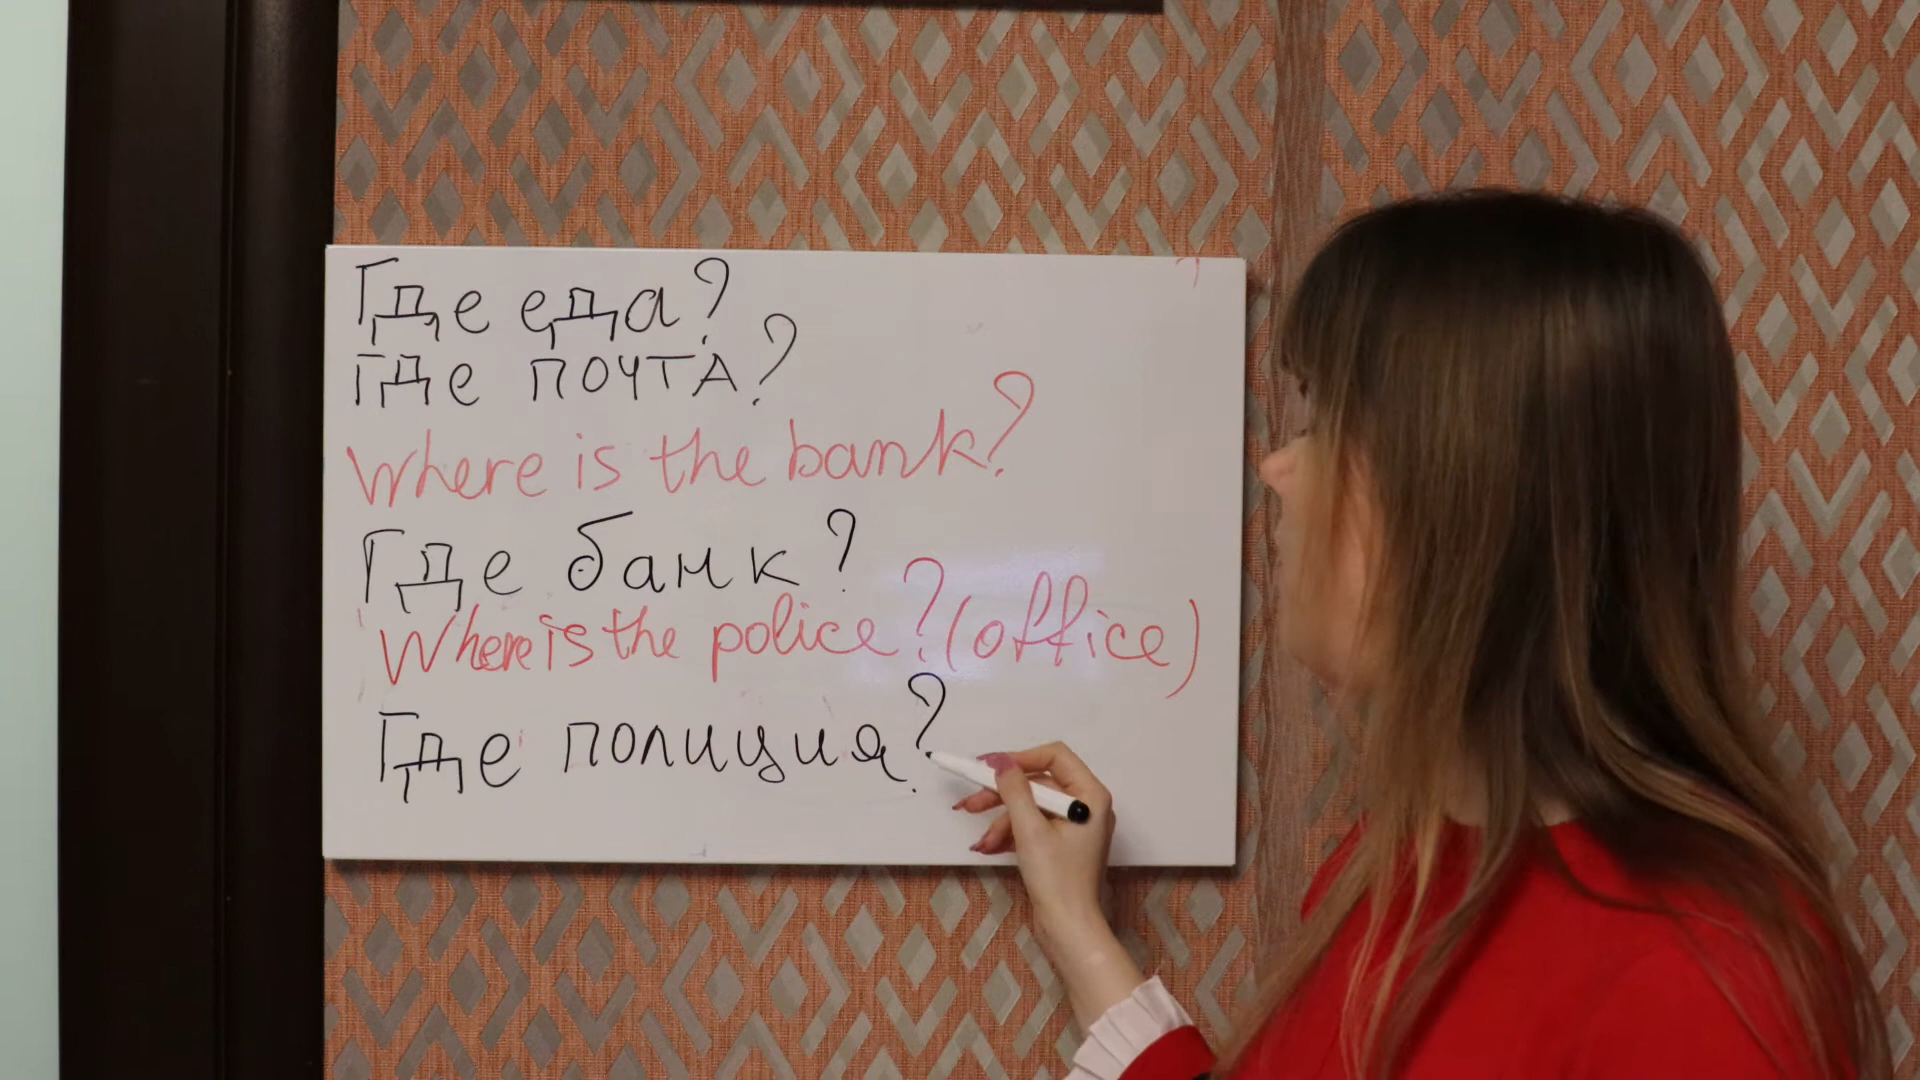 Где еда?
где почта?
Where is the bank?
Где банк?
Where is the police? (office)
Где полиция?